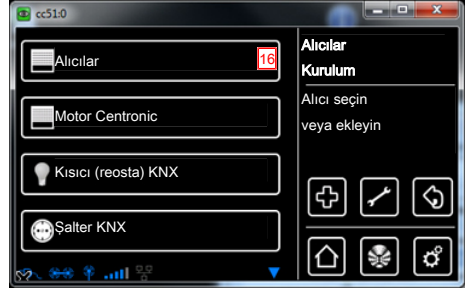 cc51:0
Alıcılar
16
Motor Centronic
Kısıcı (reosta) KNX
Şalter KNX
Alıcılar
Kurulum
Alıcı seçin
veya ekleyin